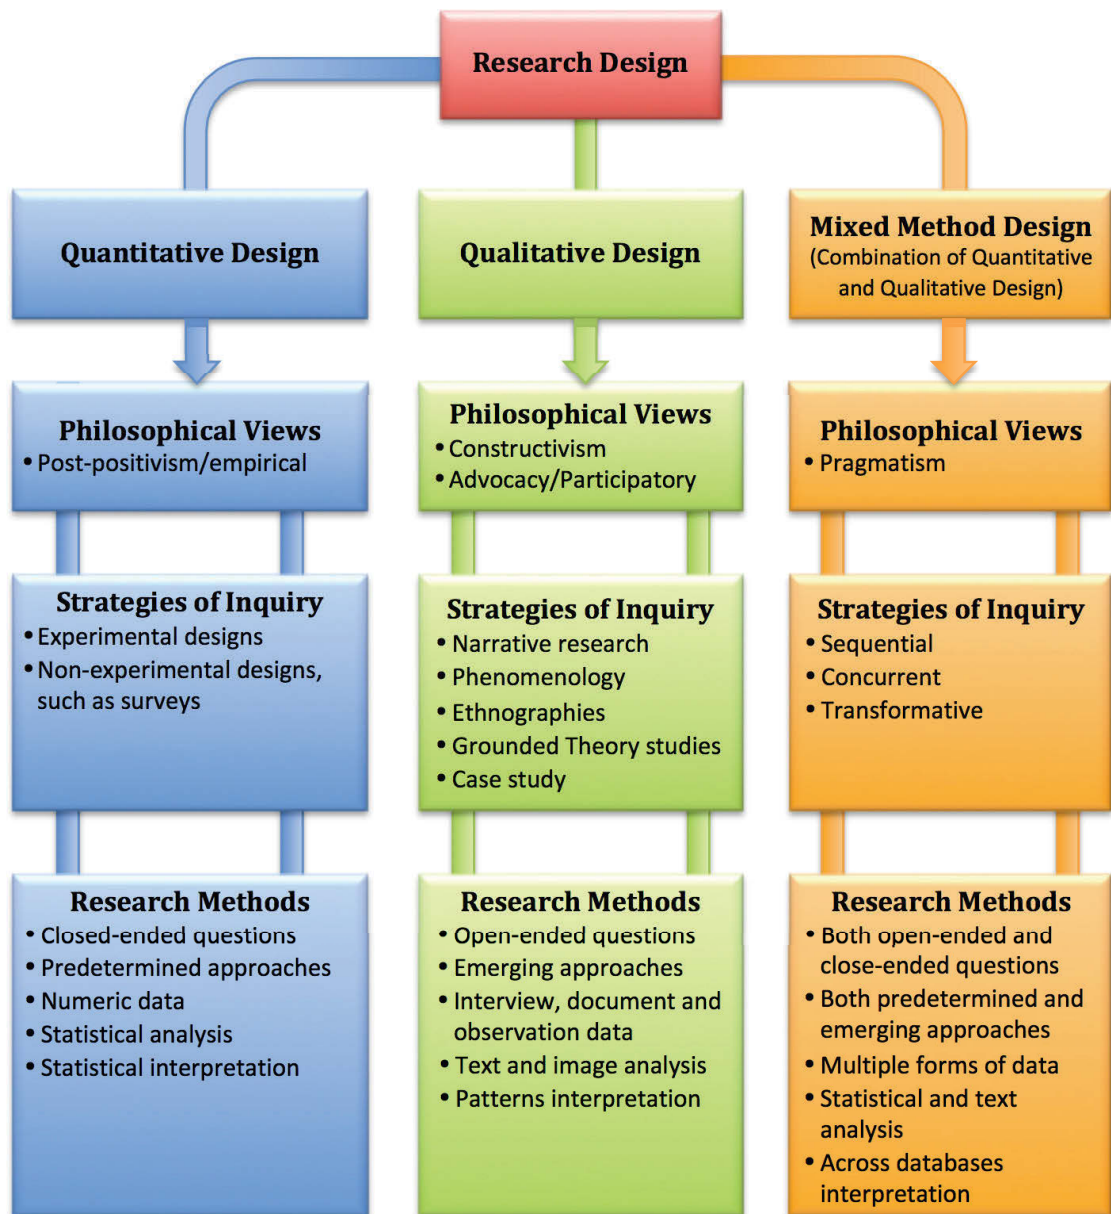 Research Design
Quantitative Design
Qualitative Design
Mixed Method Design
(Combination of Quantitative
and Qualitative Design)
Philosophical Views
• Post-positivism/empirical
Philosophical Views
• Constructivism
• Advocacy/Participatory
Philosophical Views
• Pragmatism
Strategies of Inquiry
• Experimental designs
• Non-experimental designs,
such as surveys
Strategies of Inquiry
• Narrative research
• Phenomenology
• Ethnographies
• Grounded Theory studies
• Case study
Strategies of Inquiry
• Sequential
• Concurrent
• Transformative
Research Methods
• Closed-ended questions
• Predetermined approaches
• Numeric data
• Statistical analysis
• Statistical interpretation
Research Methods
• Open-ended questions
• Emerging approaches
• Interview, document and
observation data
• Text and image analysis
• Patterns interpretation
Research Methods
• Both open-ended and
close-ended questions
• Both predetermined and
emerging approaches
• Multiple forms of data
• Statistical and text
analysis
• Across databases
interpretation